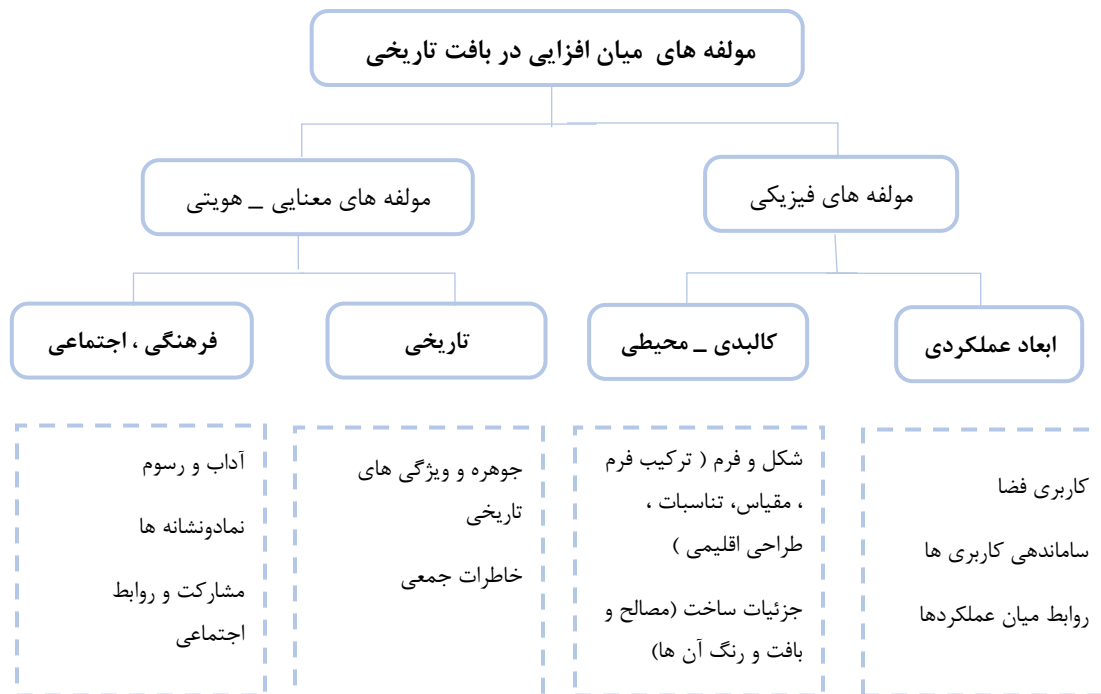 مولفه های میان افزایی در بافت تاریخی
مولفه های فیزیکی
مولفه های معنایی _ هویتی
ابعاد عملکردی
کالبدی _ محیطی
تاریخی
فرهنگی ، اجتماعی
کاربری فضا
ساماندهی کاربری ها
روابط میان عملکردها
شکل و فرم ( ترکیب فرم
، مقیاس، تناسبات ،
طراحی اقلیمی )
جزئیات ساخت (مصالح و
بافت و رنگ آن ها)
جوهره و ویژگی های
تاریخی
خاطرات جمعی
آداب و رسوم
نمادونشانه ها
مشارکت و روابط
اجتماعی